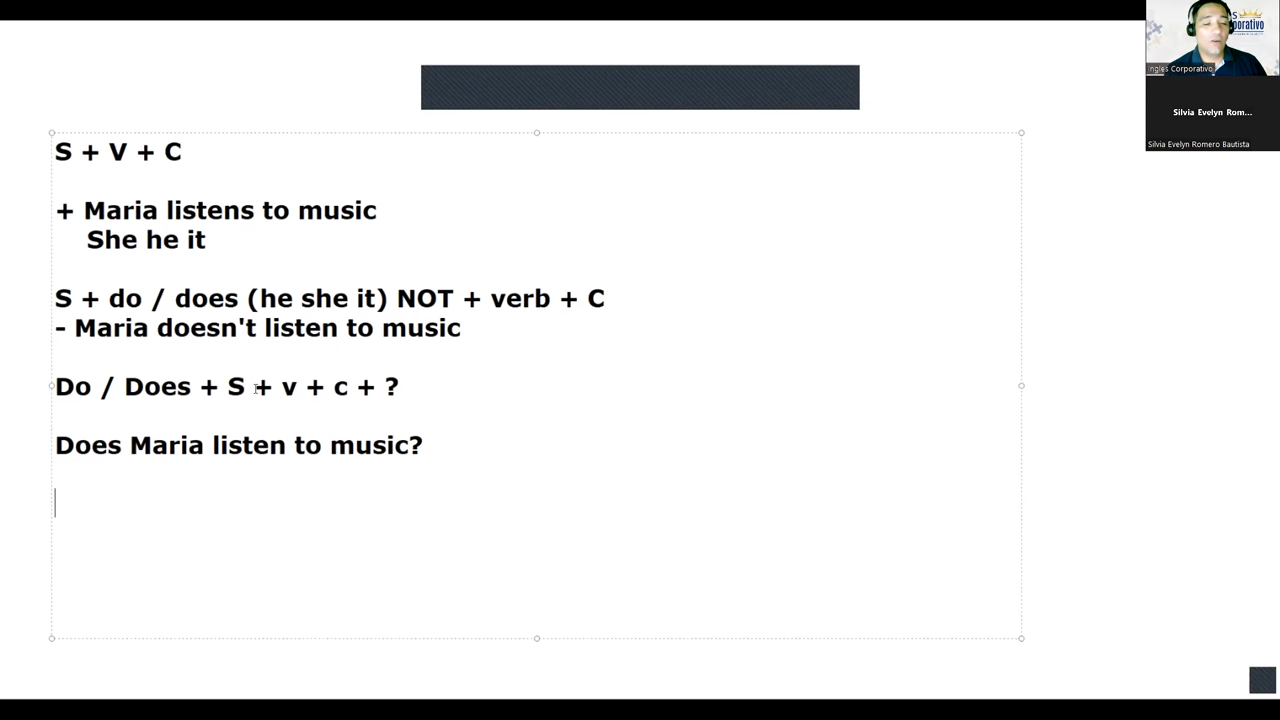 S + V + C
+ Maria listens to music
She he it
S + do / does (he she it) NOT + verb + C
- Maria doesn't listen to music
Do / Does + S + v + c + ?
Does Maria listen to music?
Inglés Corporativo
Silvia Evelyn Rom...
Silvia Evelyn Romero Bautista